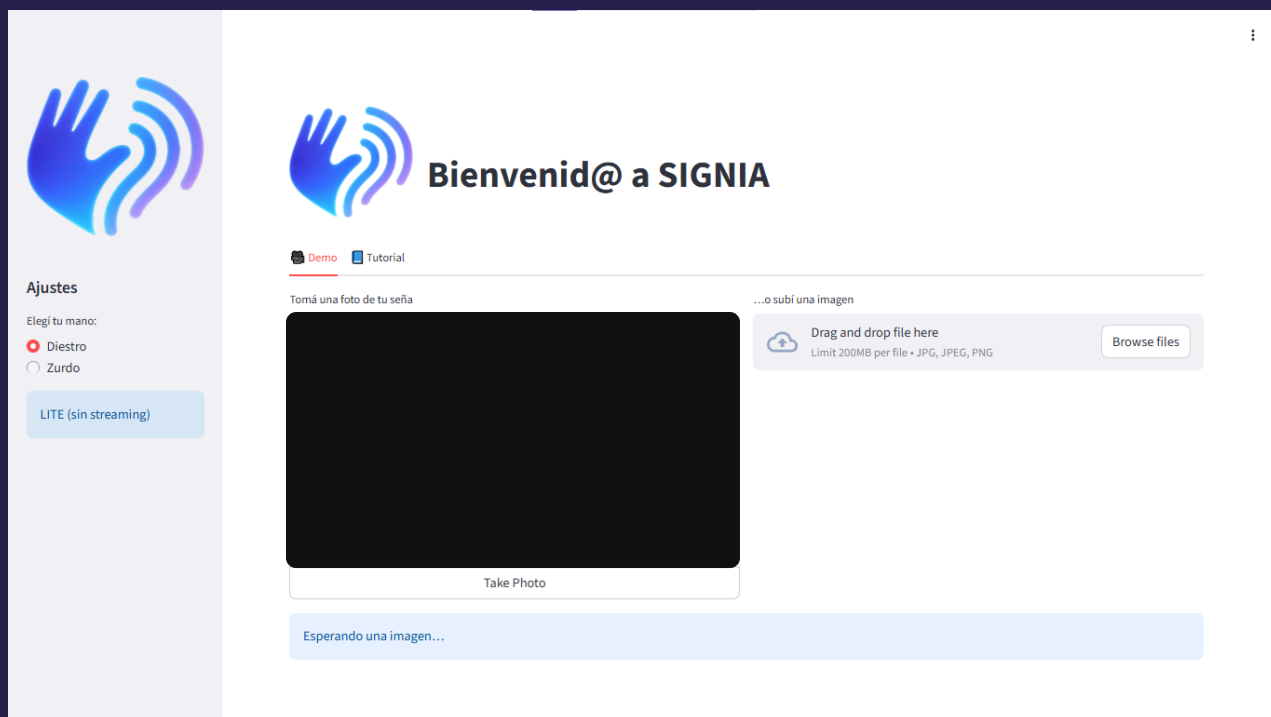 Ajustes
Elegí tu mano:
Diestro
Zurdo
LITE (sin streaming)
Bienvenid@ a SIGNIA
Demo Tutorial
Tomá una foto de tu seña
Take Photo
...o subí una imagen
Drag and drop file here
Limit 200MB per file • JPG, JPEG, PNG
Browse files
Esperando una imagen...